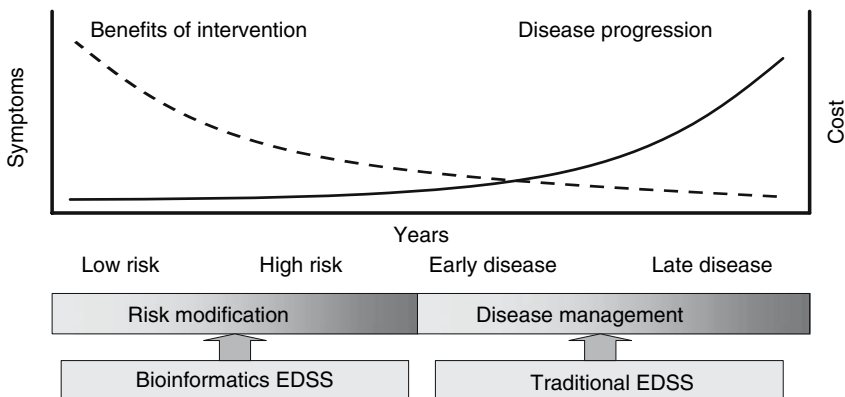 Benefits of intervention
Disease progression
Symptoms
Cost
Years
Low risk
High risk
Early disease
Late disease
Risk modification
Disease management
Bioinformatics EDSS
Traditional EDSS